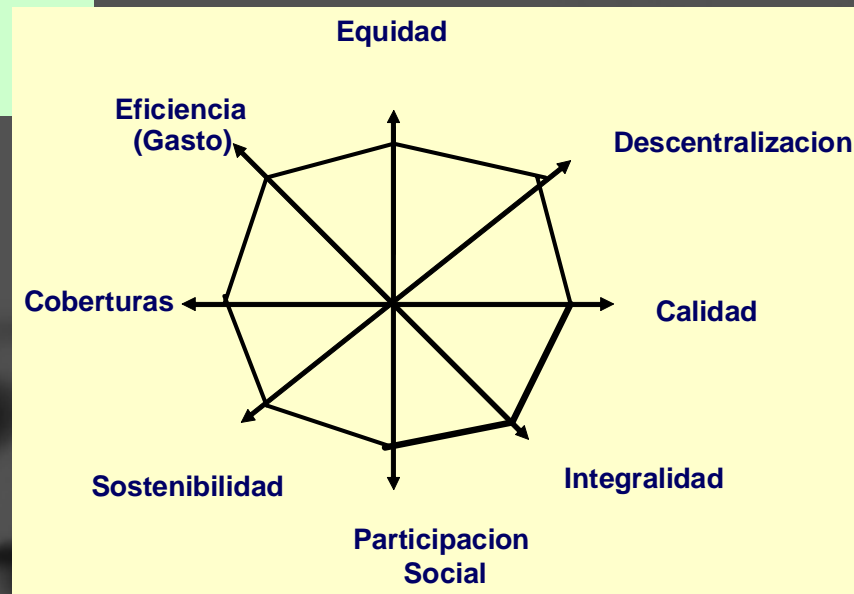 Equidad
Eficiencia
(Gasto)
Descentralizacion
Coberturas
Calidad
Sostenibilidad
Integralidad
Participacion
Social